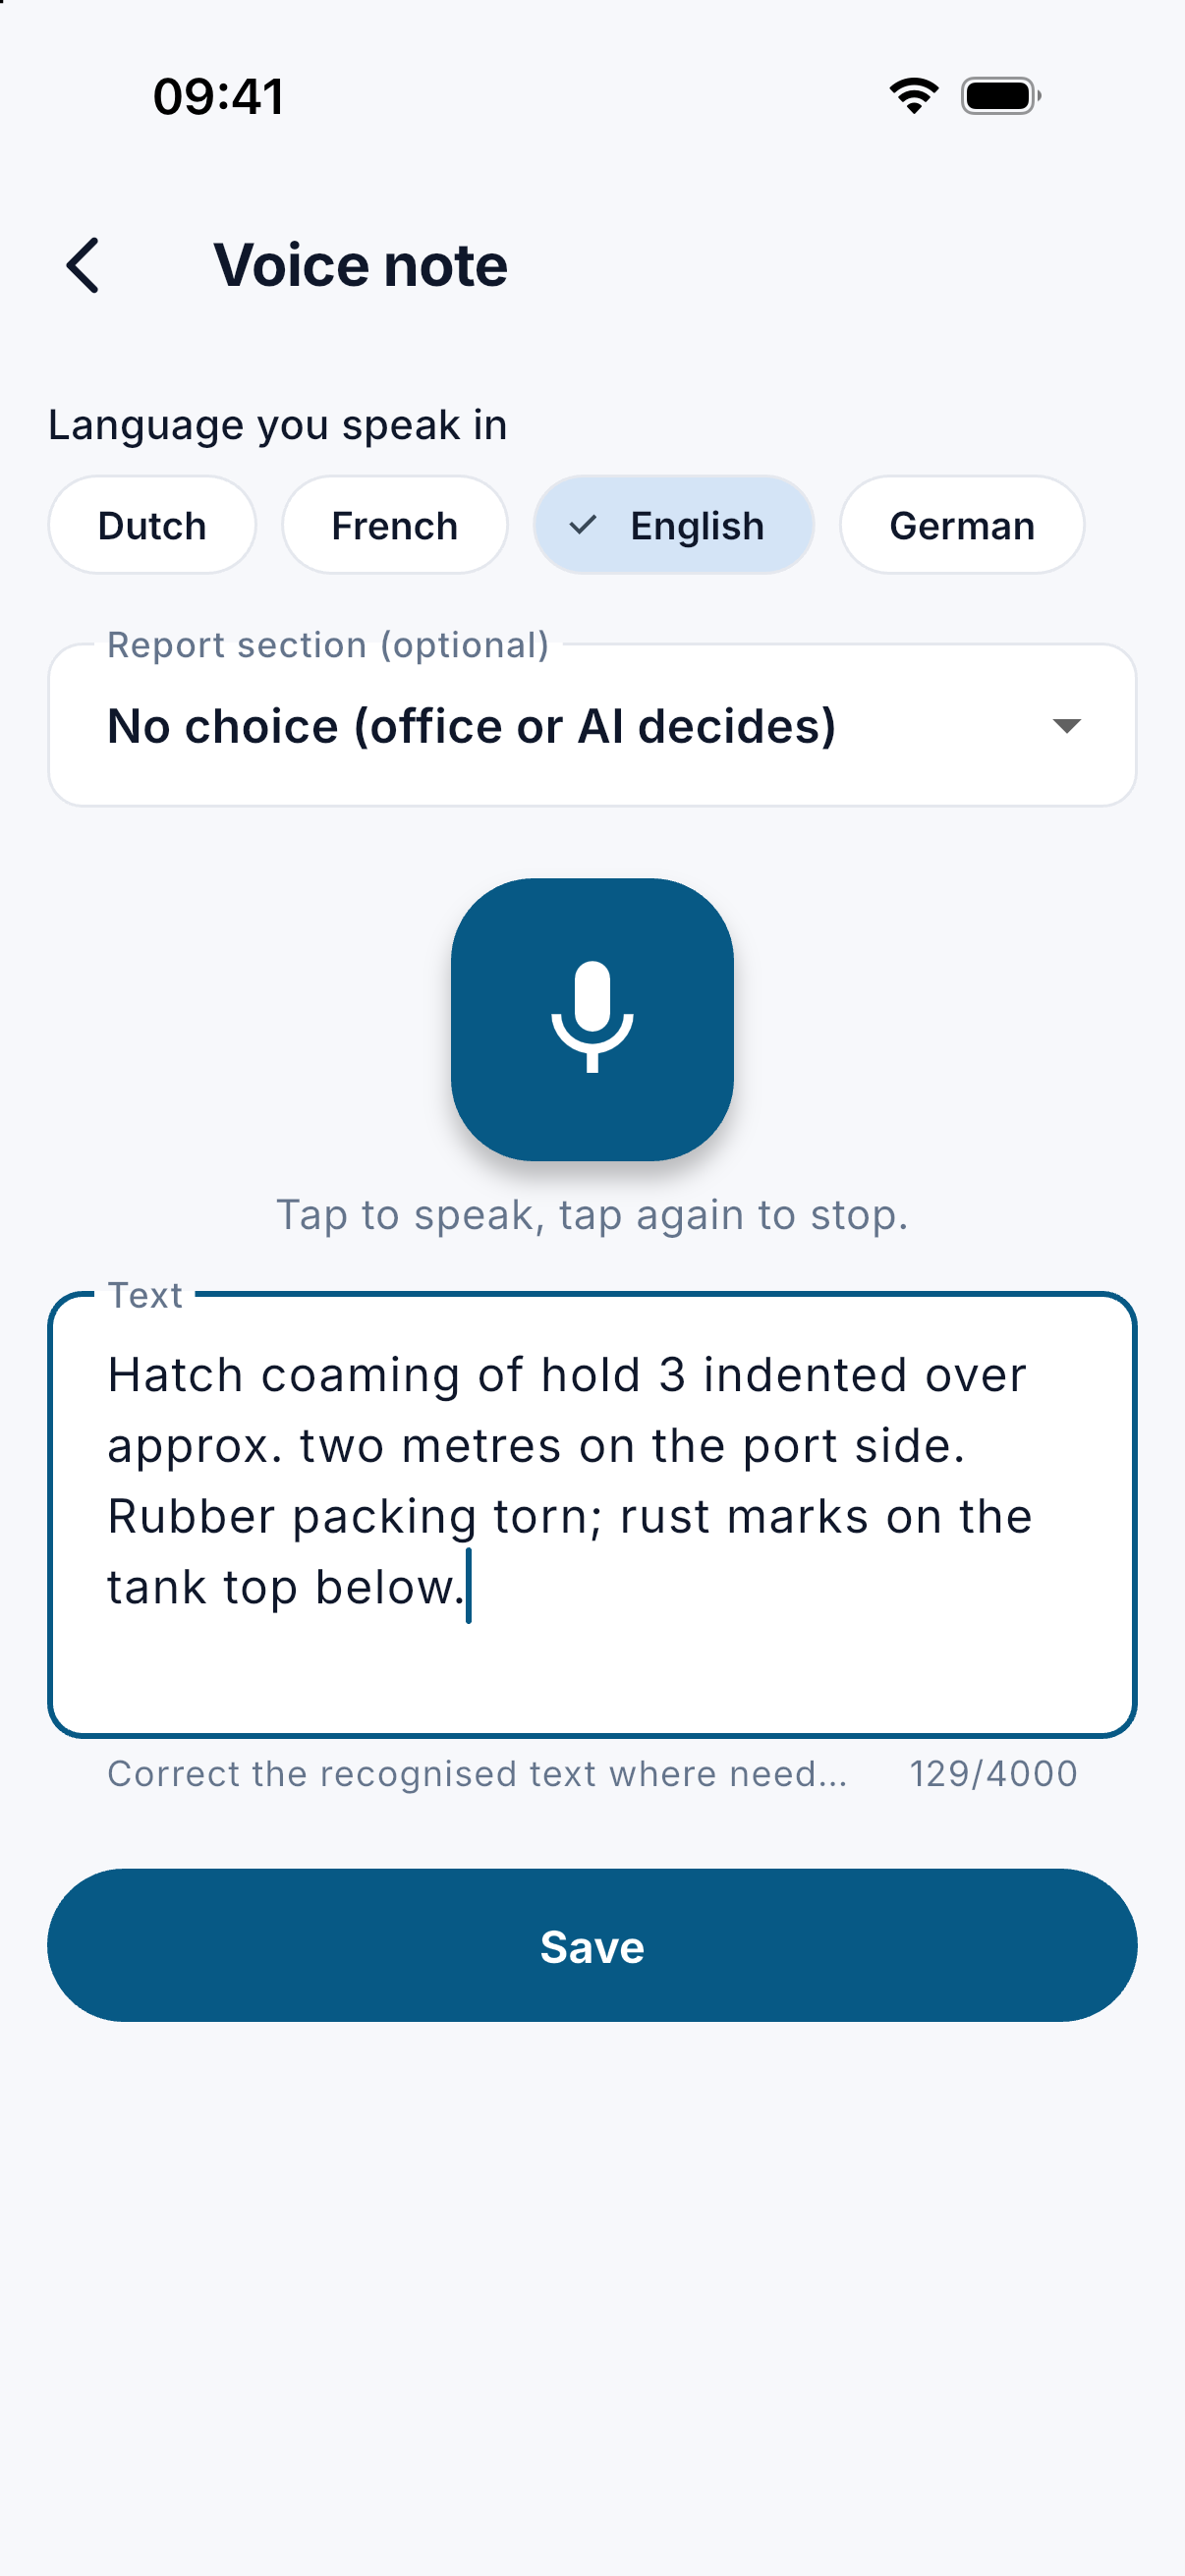 09:41
Voice note
Language you speak in
Dutch
French
English
German
Report section (optional)
No choice (office or AI decides)
Tap to speak, tap again to stop.
Text
Hatch coaming of hold 3 indented over
approx. two metres on the port side.
Rubber packing torn; rust marks on the
tank top below.
Correct the recognised text where need...
129/4000
Save